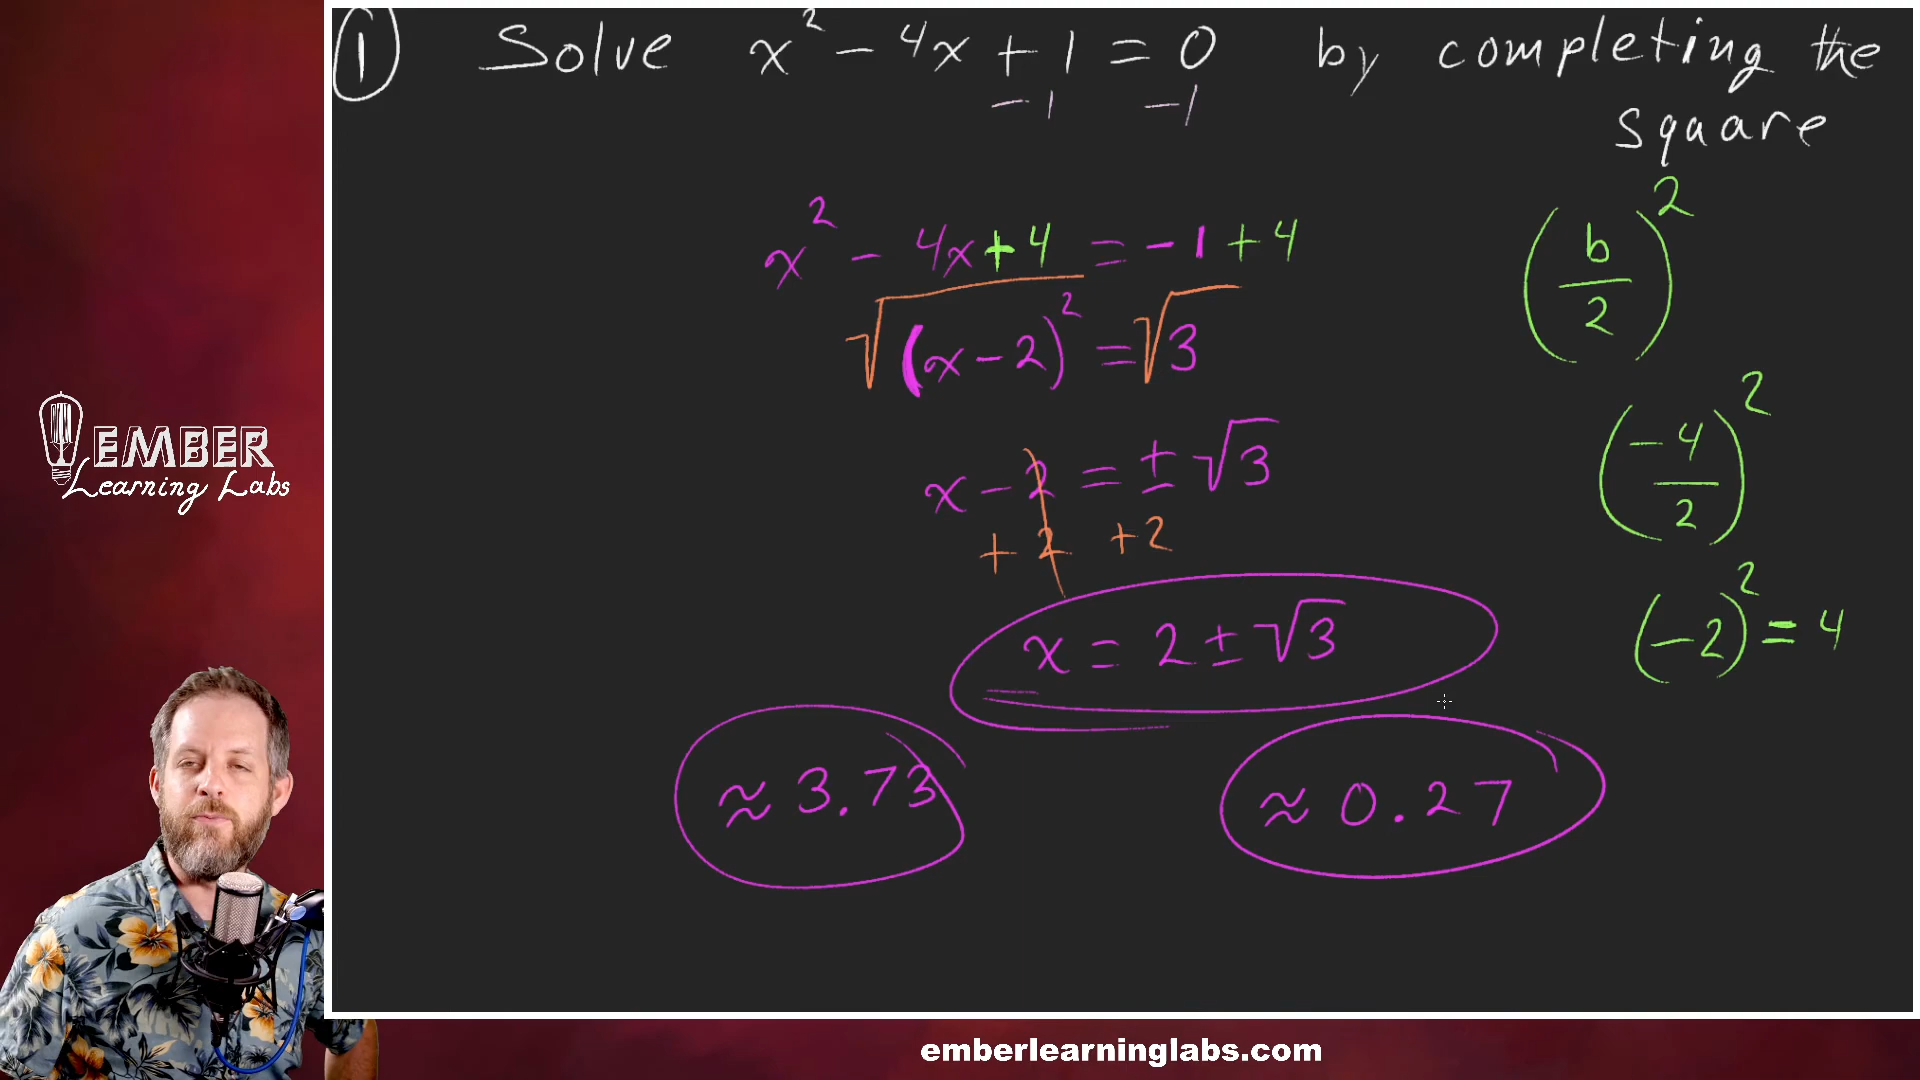 ① Solve x² - 4x + 1 = 0 by completing the
-1 -1
square
x² - 4x + 4 = -1 + 4
√(x - 2)² = √3
x - 2 = ± √3
+ 2 +2
x = 2 ± √3
≈ 3.73
≈ 0.27
(b/2)²
(-4/2)²
(-2)² = 4
EMBER
Learning Labs
emberlearninglabs.com